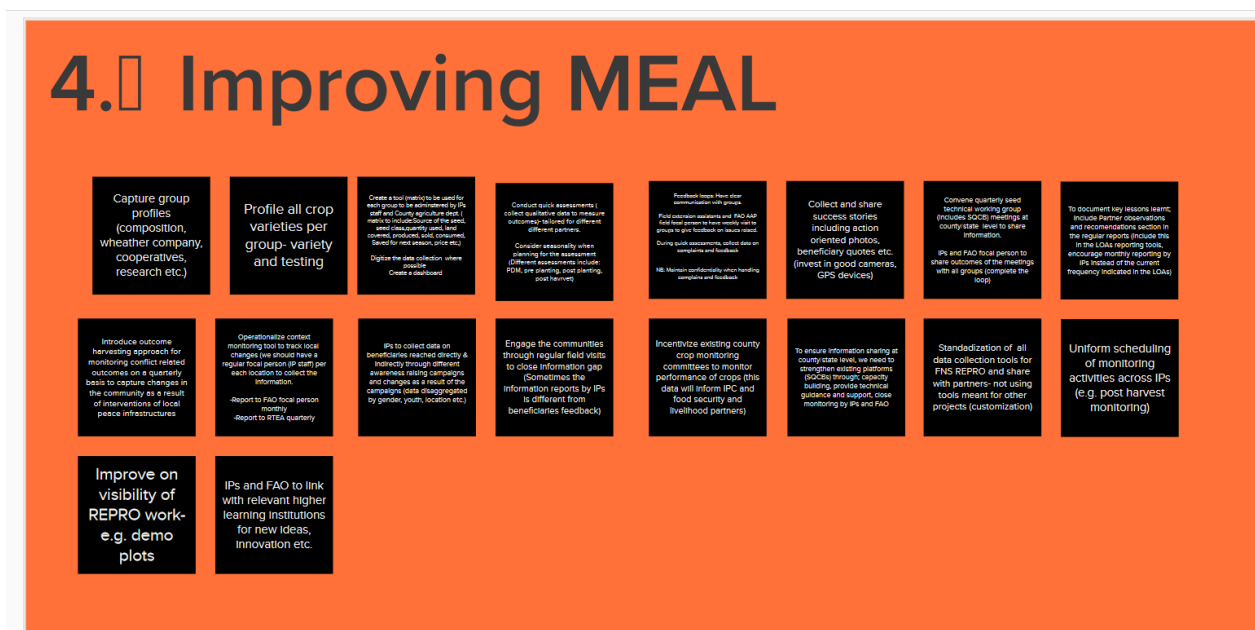 4. Improving MEAL
Capture group
profiles
(composition,
wheather company,
cooperatives,
research etc.)
Profile all crop
varieties per
group- variety
and testing
Create a tool (matrix) to be used for
each group to be adminstered by IPs
staff and County agriculture dept. (
matrix to include:Source of the seed,
seed class,quantity used, land
covered, produced, sold, consumed,
Saved for next season, price etc,)
Digitize the data collection where
possible
Create a dashboard
Conduct quick assessments (
collect qualitative data to measure
outcomes)- tailored for different
different partners.
Consider seasonality when
planning for the assessment
(Different assessments include:
PDM, pre planting, post planting,
post havrvet)
Feedback loops: Have clear
communication with groups.
Field extension assistants and FAO AAP
field focal person to have weekly visit to
groups to give feedback on issues raised.
During quick assessments, collect data on
complaints and feedback
NB: Maintain confidentiality when handling
complains and feedback
Collect and share
success stories
including action
oriented photos,
beneficiary quotes etc.
(invest in good cameras,
GPS devices)
Convene quarterly seed
technical working group
(includes SQCB) meetings at
county/state level to share
information.
IPs and FAO focal person to
share outcomes of the meetings
with all groups (complete the
loop)
To document key lessons learnt;
include Partner observations
and recomendations section in
the regular reports (include this
in the LOAs reporting tools,
encourage monthly reporting by
IPs instead of the current
frequency indicated in the LOAs)
Introduce outcome
harvesting approach for
monitoring conflict related
outcomes on a quarterly
basis to capture changes in
the community as a result
of interventions of local
peace infrastructures
Operationalize context
monitoring tool to track local
changes (we should have a
regular focal person (IP staff) per
each location to collect the
information.
-Report to FAO focal person
monthly
-Report to RTEA quarterly
IPs to collect data on
beneficiaries reached directly &
indirectly through different
awareness raising campaigns
and changes as a result of the
campaigns (data disaggregated
by gender, youth, location etc.)
Engage the communities
through regular field visits
to close information gap
(Sometimes the
information reports by IPs
is different from
beneficiaries feedback)
Incentivize existing county
crop monitoring
committees to monitor
performance of crops (this
data will inform IPC and
food security and
livelihood partners)
To ensure information sharing at
county/state level, we need to
strengthen existing platforms
(SQCBs) through; capacity
building, provide technical
guidance and support, close
monitoring by IPs and FAO
Standadization of all
data collection tools for
FNS REPRO and share
with partners- not using
tools meant for other
projects (customization)
Uniform scheduling
of monitoring
activities across IPs
(e.g. post harvest
monitoring)
Improve on
visibility of
REPRO work-
e.g. demo
plots
IPs and FAO to link
with relevant higher
learning institutions
for new ideas,
innovation etc.